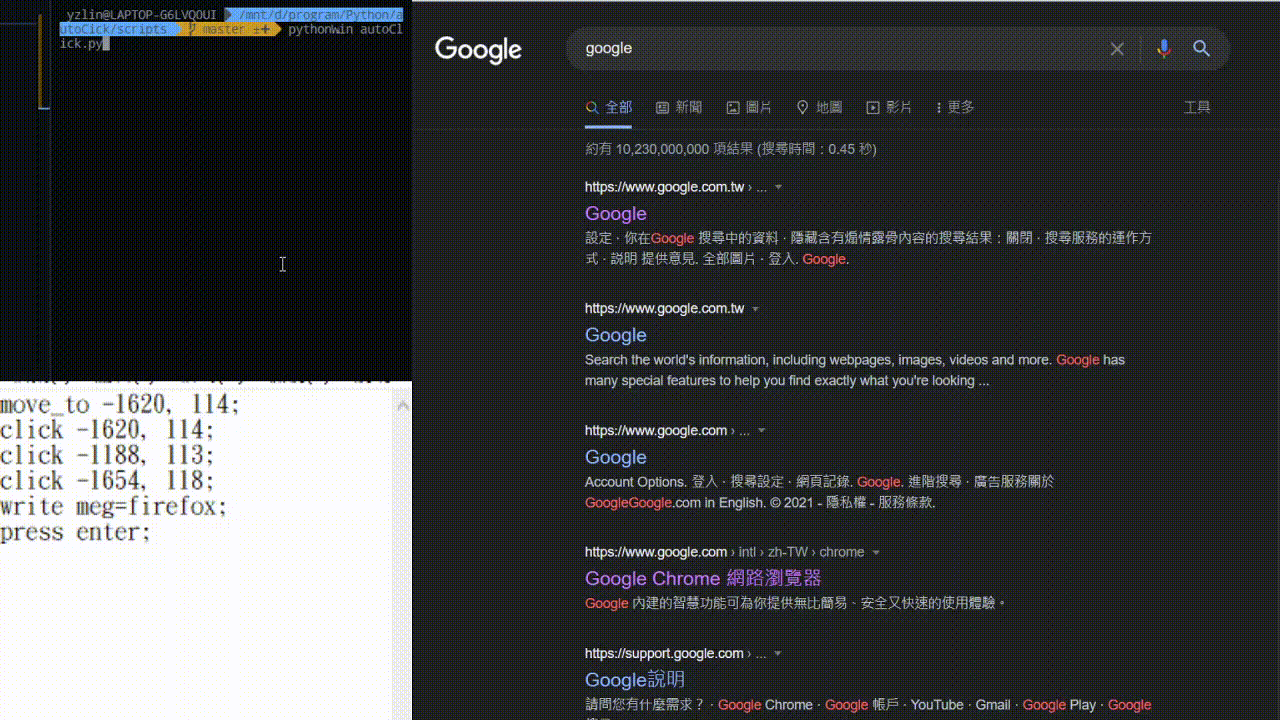 yzlin@LAPTOP-G6LVQOUI /mnt/d/program/Python/a
utoCick/scripts master ±+ pythonwin autoCl
ick.py
move_to -1620, 114;
click -1620, 114;
click -1188, 113;
click -1654, 118;
write meg=firefox;
press enter;
Google
google
全部 新聞 圖片 地圖 影片 更多 工具
約有 10,230,000,000 項結果 (搜尋時間：0.45 秒)
https://www.google.com.tw › ...
Google
設定 · 你在Google 搜尋中的資料 · 隱藏含有煽情露骨內容的搜尋結果：關閉 · 搜尋服務的運作方
式 · 說明 提供意見. 全部圖片 · 登入. Google.
https://www.google.com.tw
Google
Search the world's information, including webpages, images, videos and more. Google has
many special features to help you find exactly what you're looking ...
https://www.google.com › ...
Google
Account Options. 登入 · 搜尋設定 · 網頁記錄. Google. 進階搜尋 · 廣告服務關於
GoogleGoogle.com in English. © 2021 - 隱私權 - 服務條款.
https://www.google.com › intl › zh-TW › chrome
Google Chrome 網路瀏覽器
Google 內建的智慧功能可為你提供無比簡易、安全又快速的使用體驗。
https://support.google.com › ...
Google說明
請問您有什麼需求？ · Google Chrome · Google 帳戶 · YouTube · Gmail · Google Play · Google